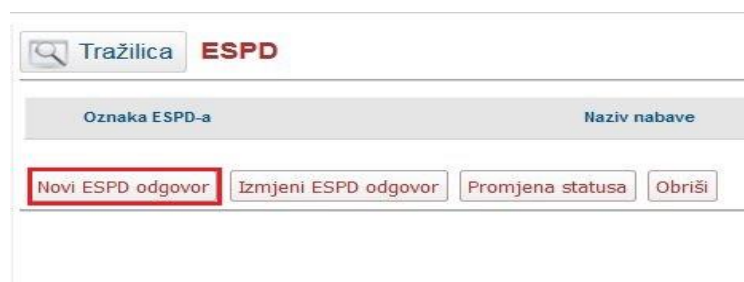 Tražilica ESPD
Oznaka ESPD-a Naziv nabave
Novi ESPD odgovor Izmjeni ESPD odgovor Promjena statusa Obriši